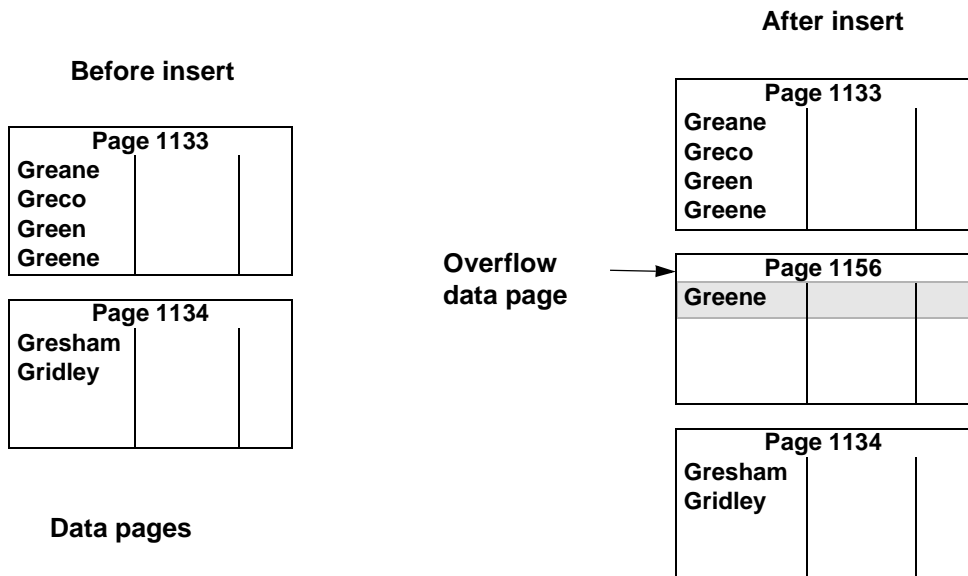 Before insert
Page 1133
Greane
Greco
Green
Greene
Page 1134
Gresham
Gridley
Data pages
After insert
Page 1133
Greane
Greco
Green
Greene
Overflow
data page
Page 1156
Greene
Page 1134
Gresham
Gridley